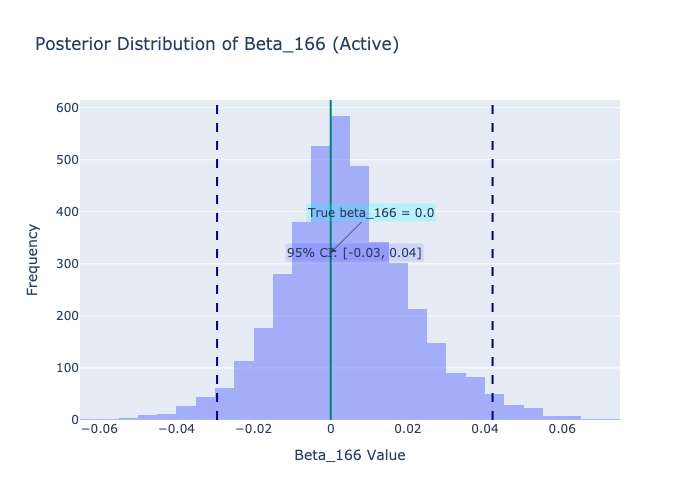 Posterior Distribution of Beta_166 (Active)
600
500
400
300
200
100
0
Frequency
True beta_166 = 0.0
95% CI: [-0.03, 0.04]
−0.06
−0.04
−0.02
0
0.02
0.04
0.06
Beta_166 Value